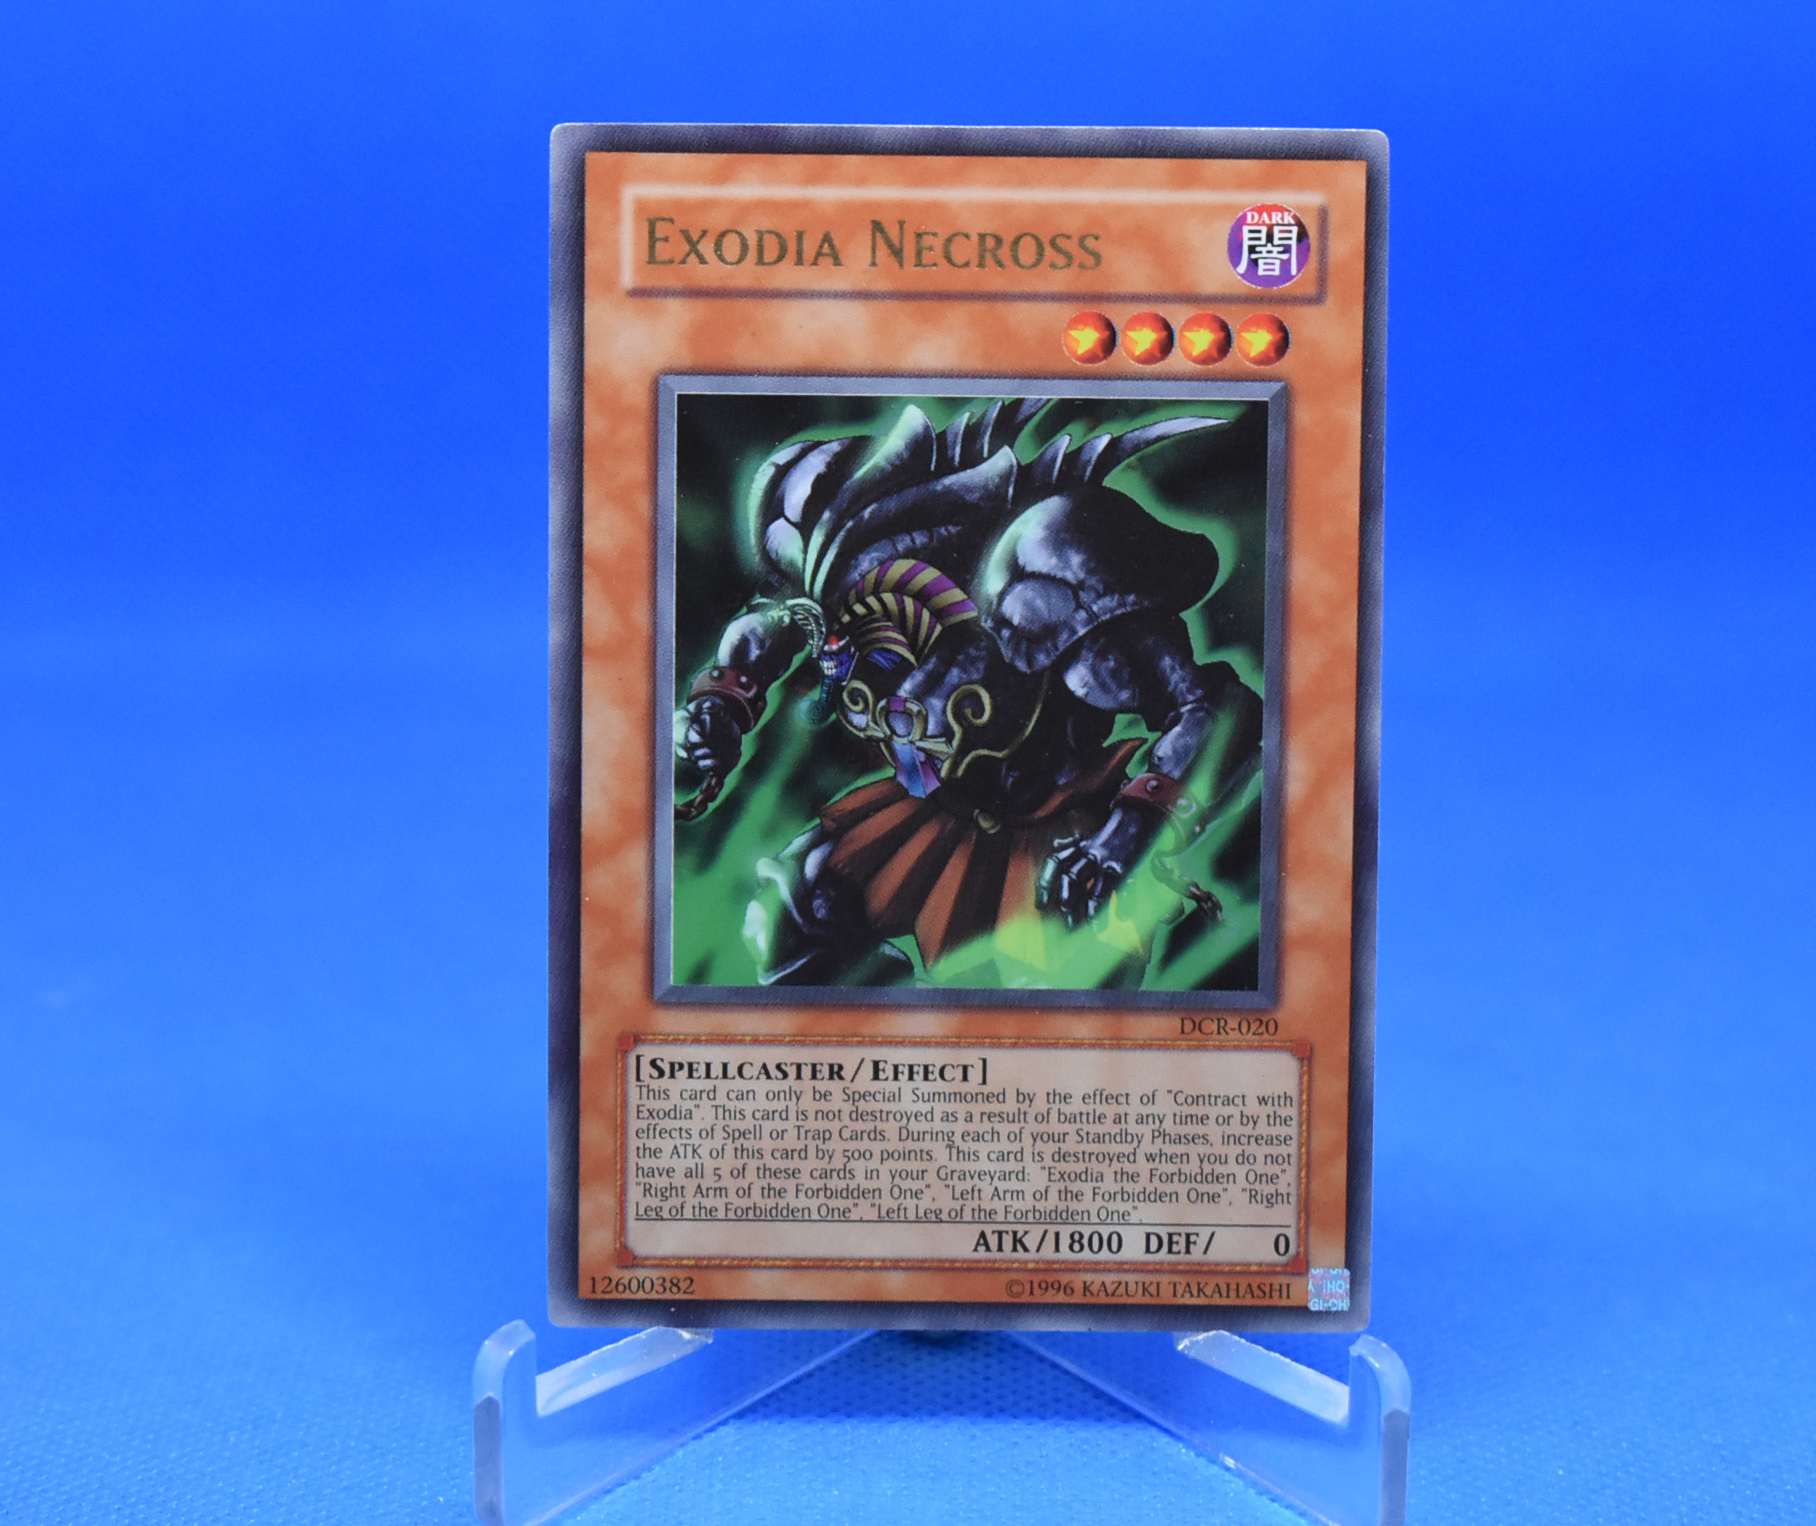 EXODIA NECROSS
DARK
闇
DCR-020
[SPELLCASTER/EFFECT]
This card can only be Special Summoned by the effect of "Contract with
Exodia". This card is not destroyed as a result of battle at any time or by the
effects of Spell or Trap Cards. During each of your Standby Phases, increase
the ATK of this card by 500 points. This card is destroyed when you do not
have all 5 of these cards in your Graveyard: "Exodia the Forbidden One",
"Right Arm of the Forbidden One", "Left Arm of the Forbidden One", "Right
Leg of the Forbidden One", "Left Leg of the Forbidden One".
ATK/1800 DEF/ 0
12600382 ©1996 KAZUKI TAKAHASHI